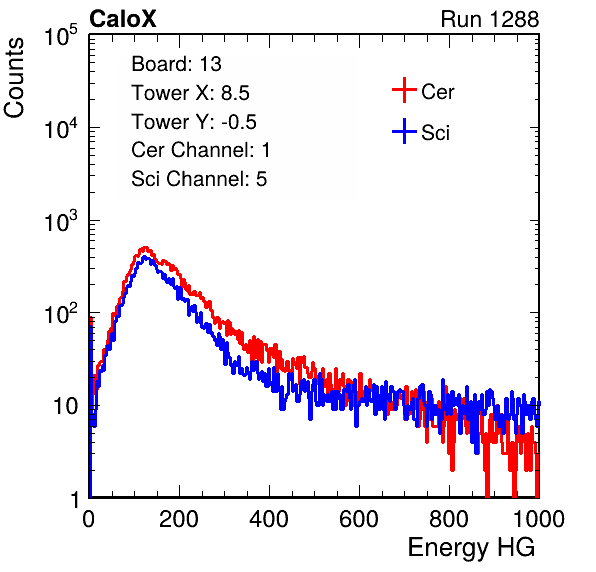 CaloX Run 1288
Counts
10^5
10^4
10^3
10^2
10
1
Board: 13
Tower X: 8.5
Tower Y: -0.5
Cer Channel: 1
Sci Channel: 5
Cer
Sci
0 200 400 600 800 1000
Energy HG